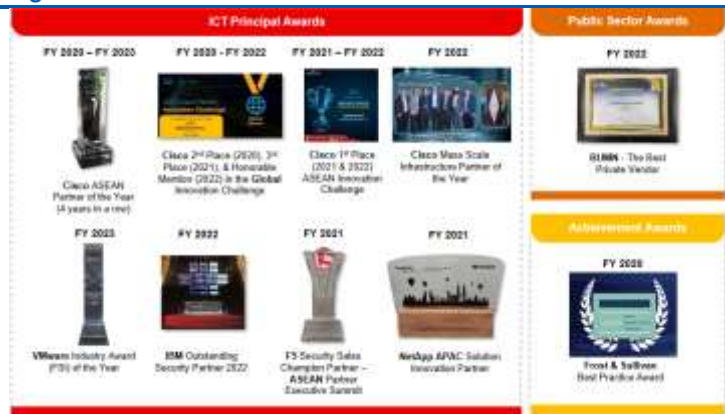 ICT Principal Awards
FY 2020 – FY 2023
Cisco ASEAN
Partner of the Year
(4 years in a row)
FY 2020 - FY 2022
Cisco 2nd Place (2020), 3rd
Place (2021), & Honorable
Mention (2022) in the Global
Innovation Challenge
FY 2021 – FY 2022
Cisco 1st Place
(2021 & 2022)
ASEAN Innovation
Challenge
FY 2022
Cisco Mass Scale
Infrastructure Partner of
the Year
FY 2023
VMware Industry Award
(FSI) of the Year
FY 2022
IBM Outstanding
Security Partner 2022
FY 2021
F5 Security Sales
Champion Partner –
ASEAN Partner
Executive Summit
FY 2021
NetApp APAC Solution
Innovation Partner
Public Sector Awards
FY 2022
BUMN - The Best
Private Vendor
Achievement Awards
FY 2020
Frost & Sullivan
Best Practice Award